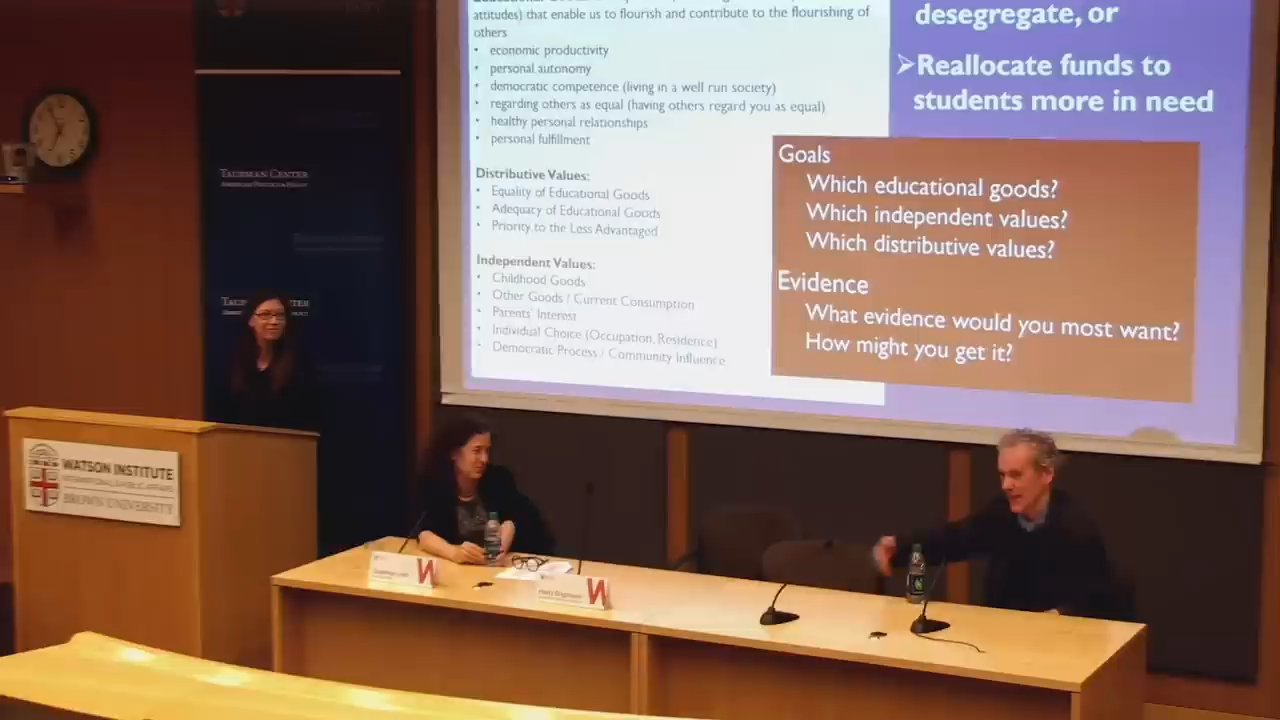 attitudes) that enable us to flourish and contribute to the flourishing of
others
• economic productivity
• personal autonomy
• democratic competence (living in a well run society)
• regarding others as equal (having others regard you as equal)
• healthy personal relationships
• personal fulfillment
Distributive Values:
• Equality of Educational Goods
• Adequacy of Educational Goods
• Priority to the Less Advantaged
Independent Values:
• Childhood Goods
• Other Goods / Current Consumption
• Parents' Interest
• Individual Choice (Occupation, Residence)
• Democratic Process / Community Influence
desegregate, or
➢Reallocate funds to
students more in need
Goals
Which educational goods?
Which independent values?
Which distributive values?
Evidence
What evidence would you most want?
How might you get it?
TAUBMAN CENTER
WATSON INSTITUTE
INTERNATIONAL & PUBLIC AFFAIRS
BROWN UNIVERSITY
W
W